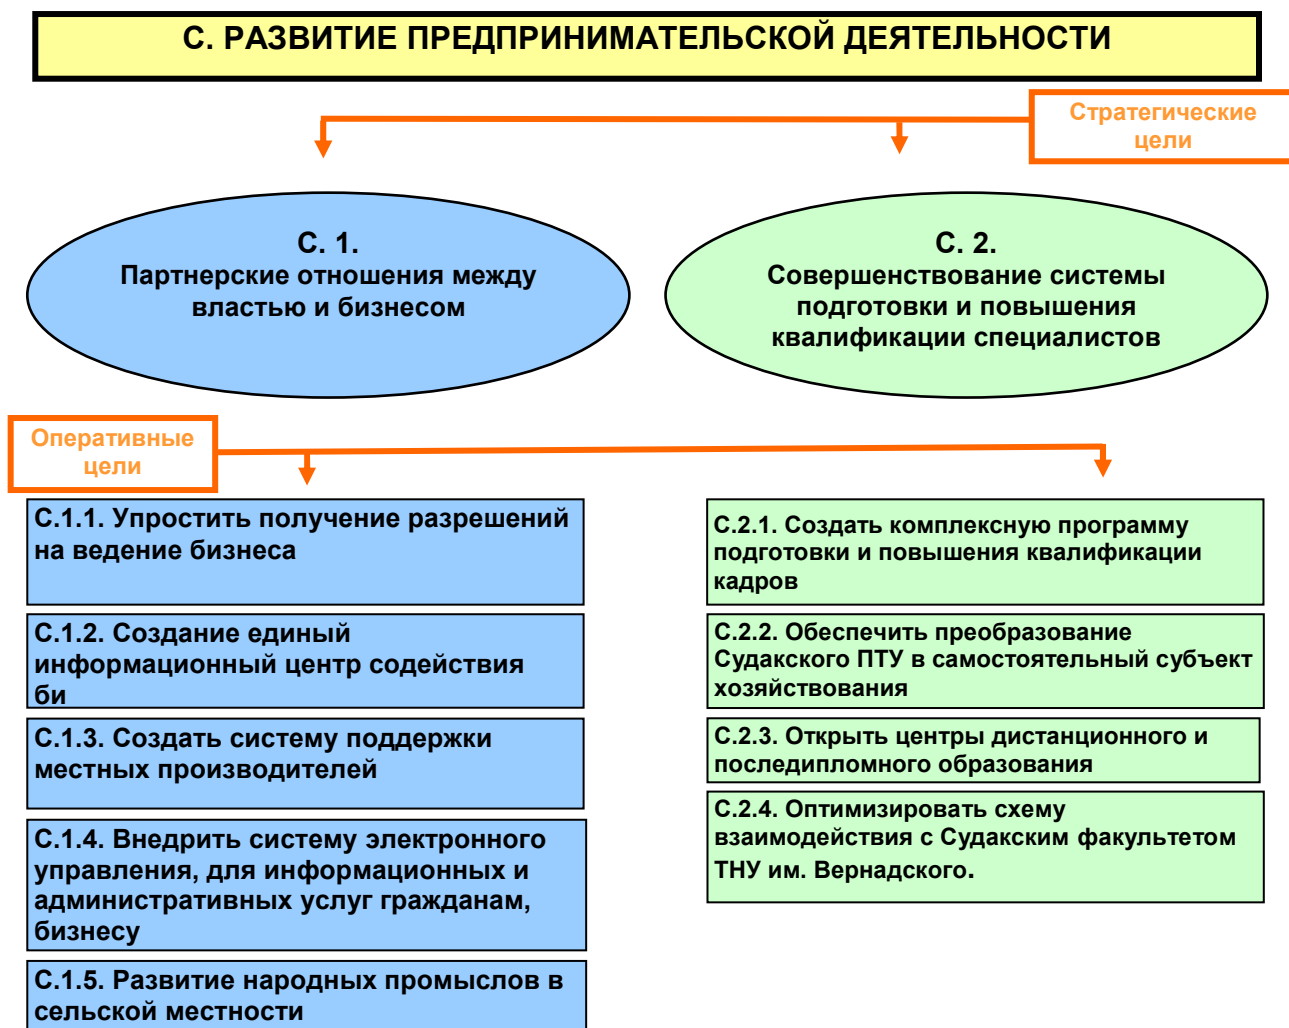 С. РАЗВИТИЕ ПРЕДПРИНИМАТЕЛЬСКОЙ ДЕЯТЕЛЬНОСТИ
Стратегические
цели
С. 1.
Партнерские отношения между
властью и бизнесом
С. 2.
Совершенствование системы
подготовки и повышения
квалификации специалистов
Оперативные
цели
С.1.1. Упростить получение разрешений
на ведение бизнеса
С.1.2. Создание единый
информационный центр содействия
би
С.1.3. Создать систему поддержки
местных производителей
С.1.4. Внедрить систему электронного
управления, для информационных и
административных услуг гражданам,
бизнесу
С.1.5. Развитие народных промыслов в
сельской местности
С.2.1. Создать комплексную программу
подготовки и повышения квалификации
кадров
С.2.2. Обеспечить преобразование
Судакского ПТУ в самостоятельный субъект
хозяйствования
С.2.3. Открыть центры дистанционного и
последипломного образования
С.2.4. Оптимизировать схему
взаимодействия с Судакским факультетом
ТНУ им. Вернадского.